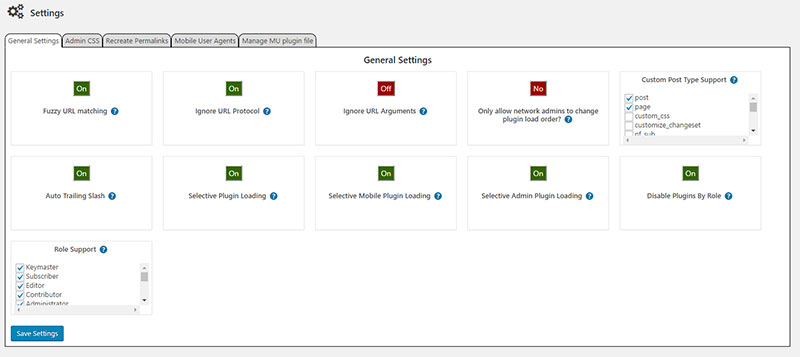 Settings
General Settings
Admin CSS
Recreate Permalinks
Mobile User Agents
Manage MU plugin file
General Settings
On
Fuzzy URL matching ?
On
Ignore URL Protocol ?
Off
Ignore URL Arguments ?
No
Only allow network admins to change
plugin load order? ?
Custom Post Type Support ?
post
page
custom_css
customize_changeset
nf_sub
On
Auto Trailing Slash ?
On
Selective Plugin Loading ?
On
Selective Mobile Plugin Loading ?
On
Selective Admin Plugin Loading ?
On
Disable Plugins By Role ?
Role Support ?
Keymaster
Subscriber
Editor
Contributor
Administrator
Save Settings